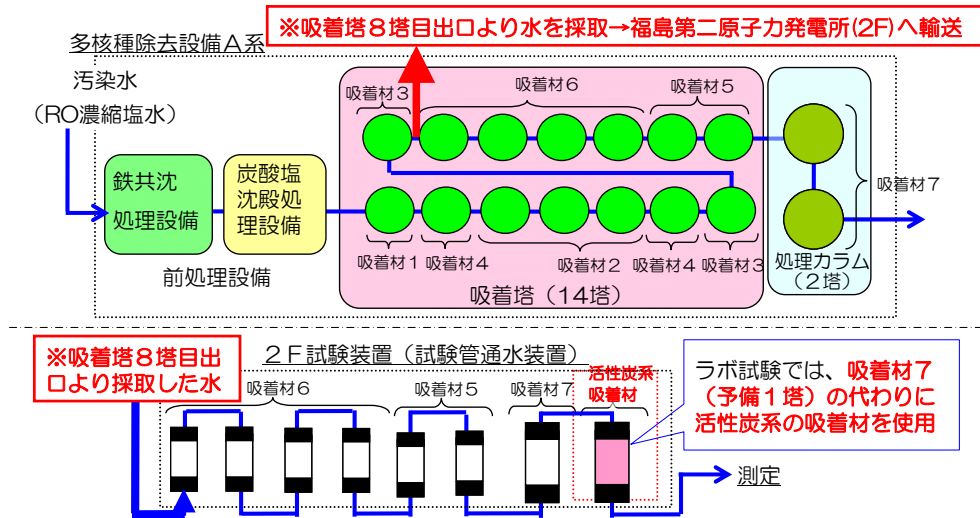 ※吸着塔８塔目出口より水を採取→福島第二原子力発電所(2F)へ輸送
多核種除去設備Ａ系
汚染水
（RO濃縮塩水）
吸着材３
吸着材６
吸着材５
鉄共沈
処理設備
炭酸塩
沈殿処
理設備
吸着材７
前処理設備
吸着材１
吸着材４
吸着材２
吸着材４
吸着材３
吸着塔（14塔）
処理カラム
（２塔）
※吸着塔８塔目出
口より採取した水
２Ｆ試験装置（試験管通水装置）
吸着材６
吸着材５
吸着材７
活性炭系
吸着材
ラボ試験では、吸着材７
（予備１塔）の代わりに
活性炭系の吸着材を使用
測定